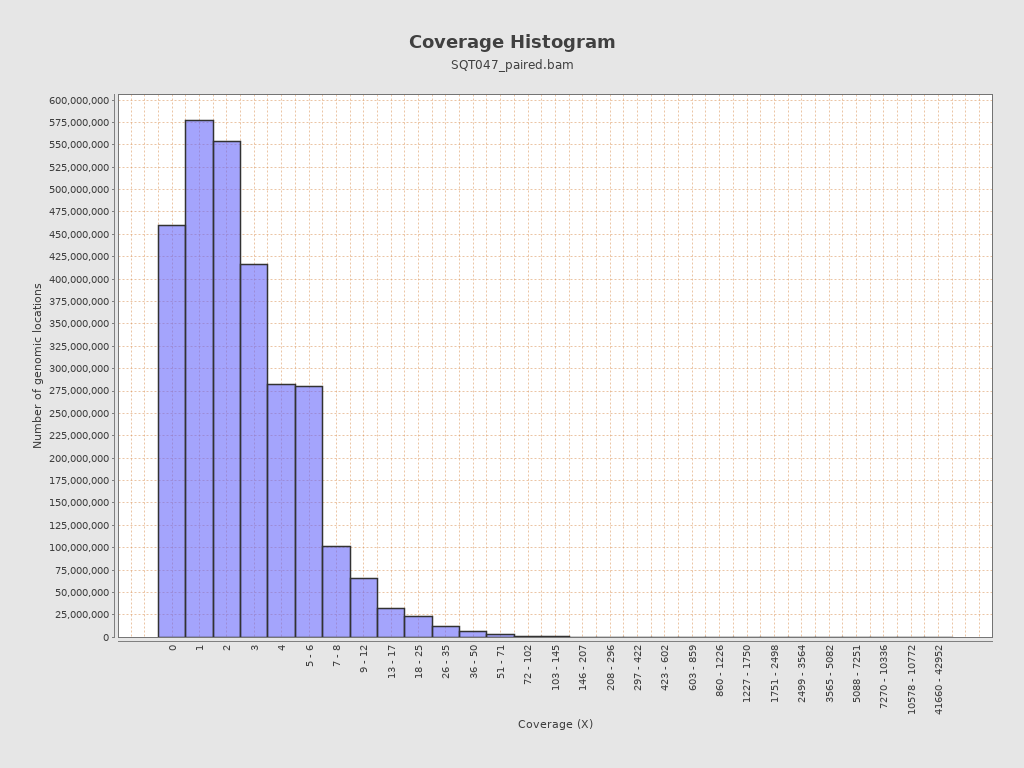 Coverage Histogram
SQT047_paired.bam
600,000,000
575,000,000
550,000,000
525,000,000
500,000,000
475,000,000
450,000,000
425,000,000
400,000,000
375,000,000
350,000,000
325,000,000
300,000,000
275,000,000
250,000,000
225,000,000
200,000,000
175,000,000
150,000,000
125,000,000
100,000,000
75,000,000
50,000,000
25,000,000
0
Number of genomic locations
0
1
2
3
4
5 - 6
7 - 8
9 - 12
13 - 17
18 - 25
26 - 35
36 - 50
51 - 71
72 - 102
103 - 145
146 - 207
208 - 296
297 - 422
423 - 602
603 - 859
860 - 1226
1227 - 1750
1751 - 2498
2499 - 3564
3565 - 5082
5088 - 7251
7270 - 10336
10578 - 10772
41660 - 42952
Coverage (X)